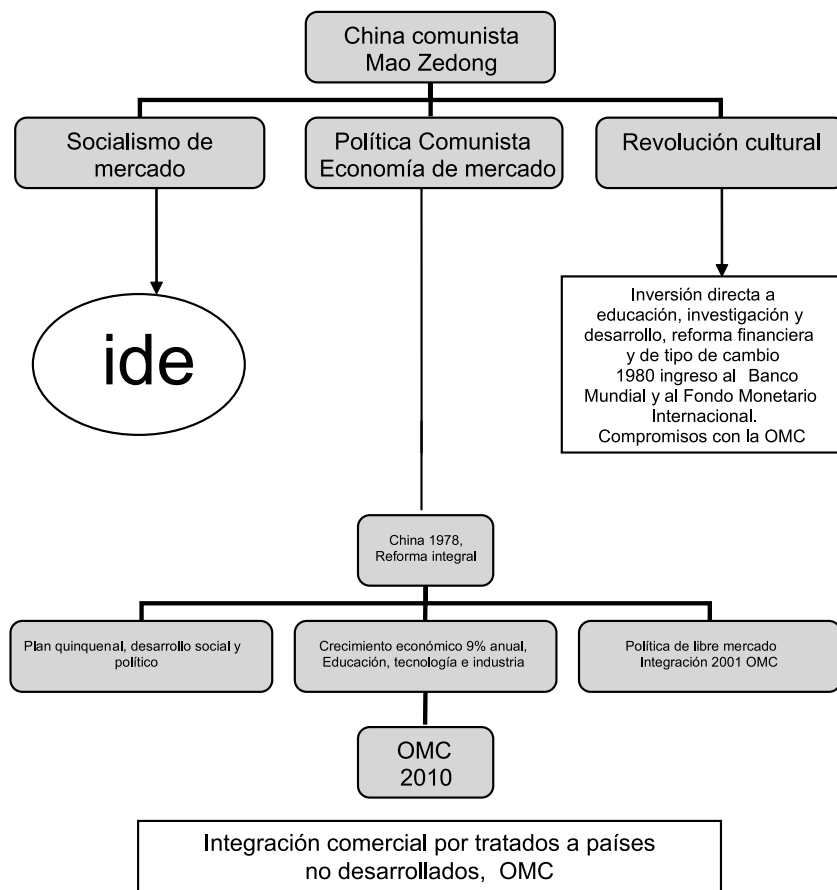 China comunista
Mao Zedong
Socialismo de
mercado
Política Comunista
Economía de mercado
Revolución cultural
ide
Inversión directa a
educación, investigación y
desarrollo, reforma financiera
y de tipo de cambio
1980 ingreso al Banco
Mundial y al Fondo Monetario
Internacional.
Compromisos con la OMC
China 1978,
Reforma integral
Plan quinquenal, desarrollo social y
político
Crecimiento económico 9% anual,
Educación, tecnología e industria
Política de libre mercado
Integración 2001 OMC
OMC
2010
Integración comercial por tratados a países
no desarrollados, OMC